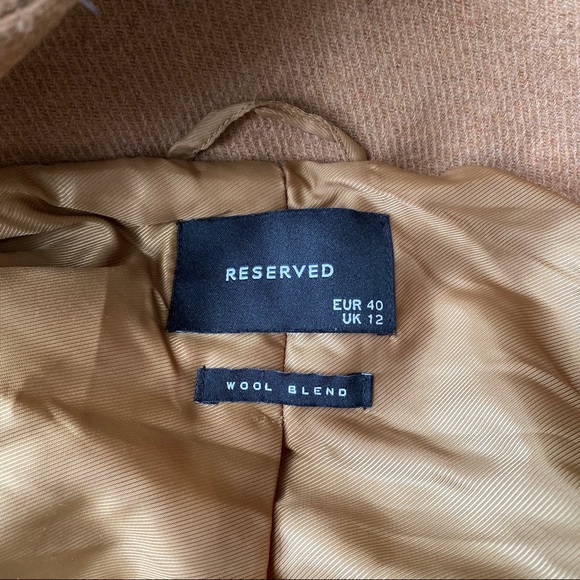 RESERVED
EUR 40
UK 12
WOOL BLEND